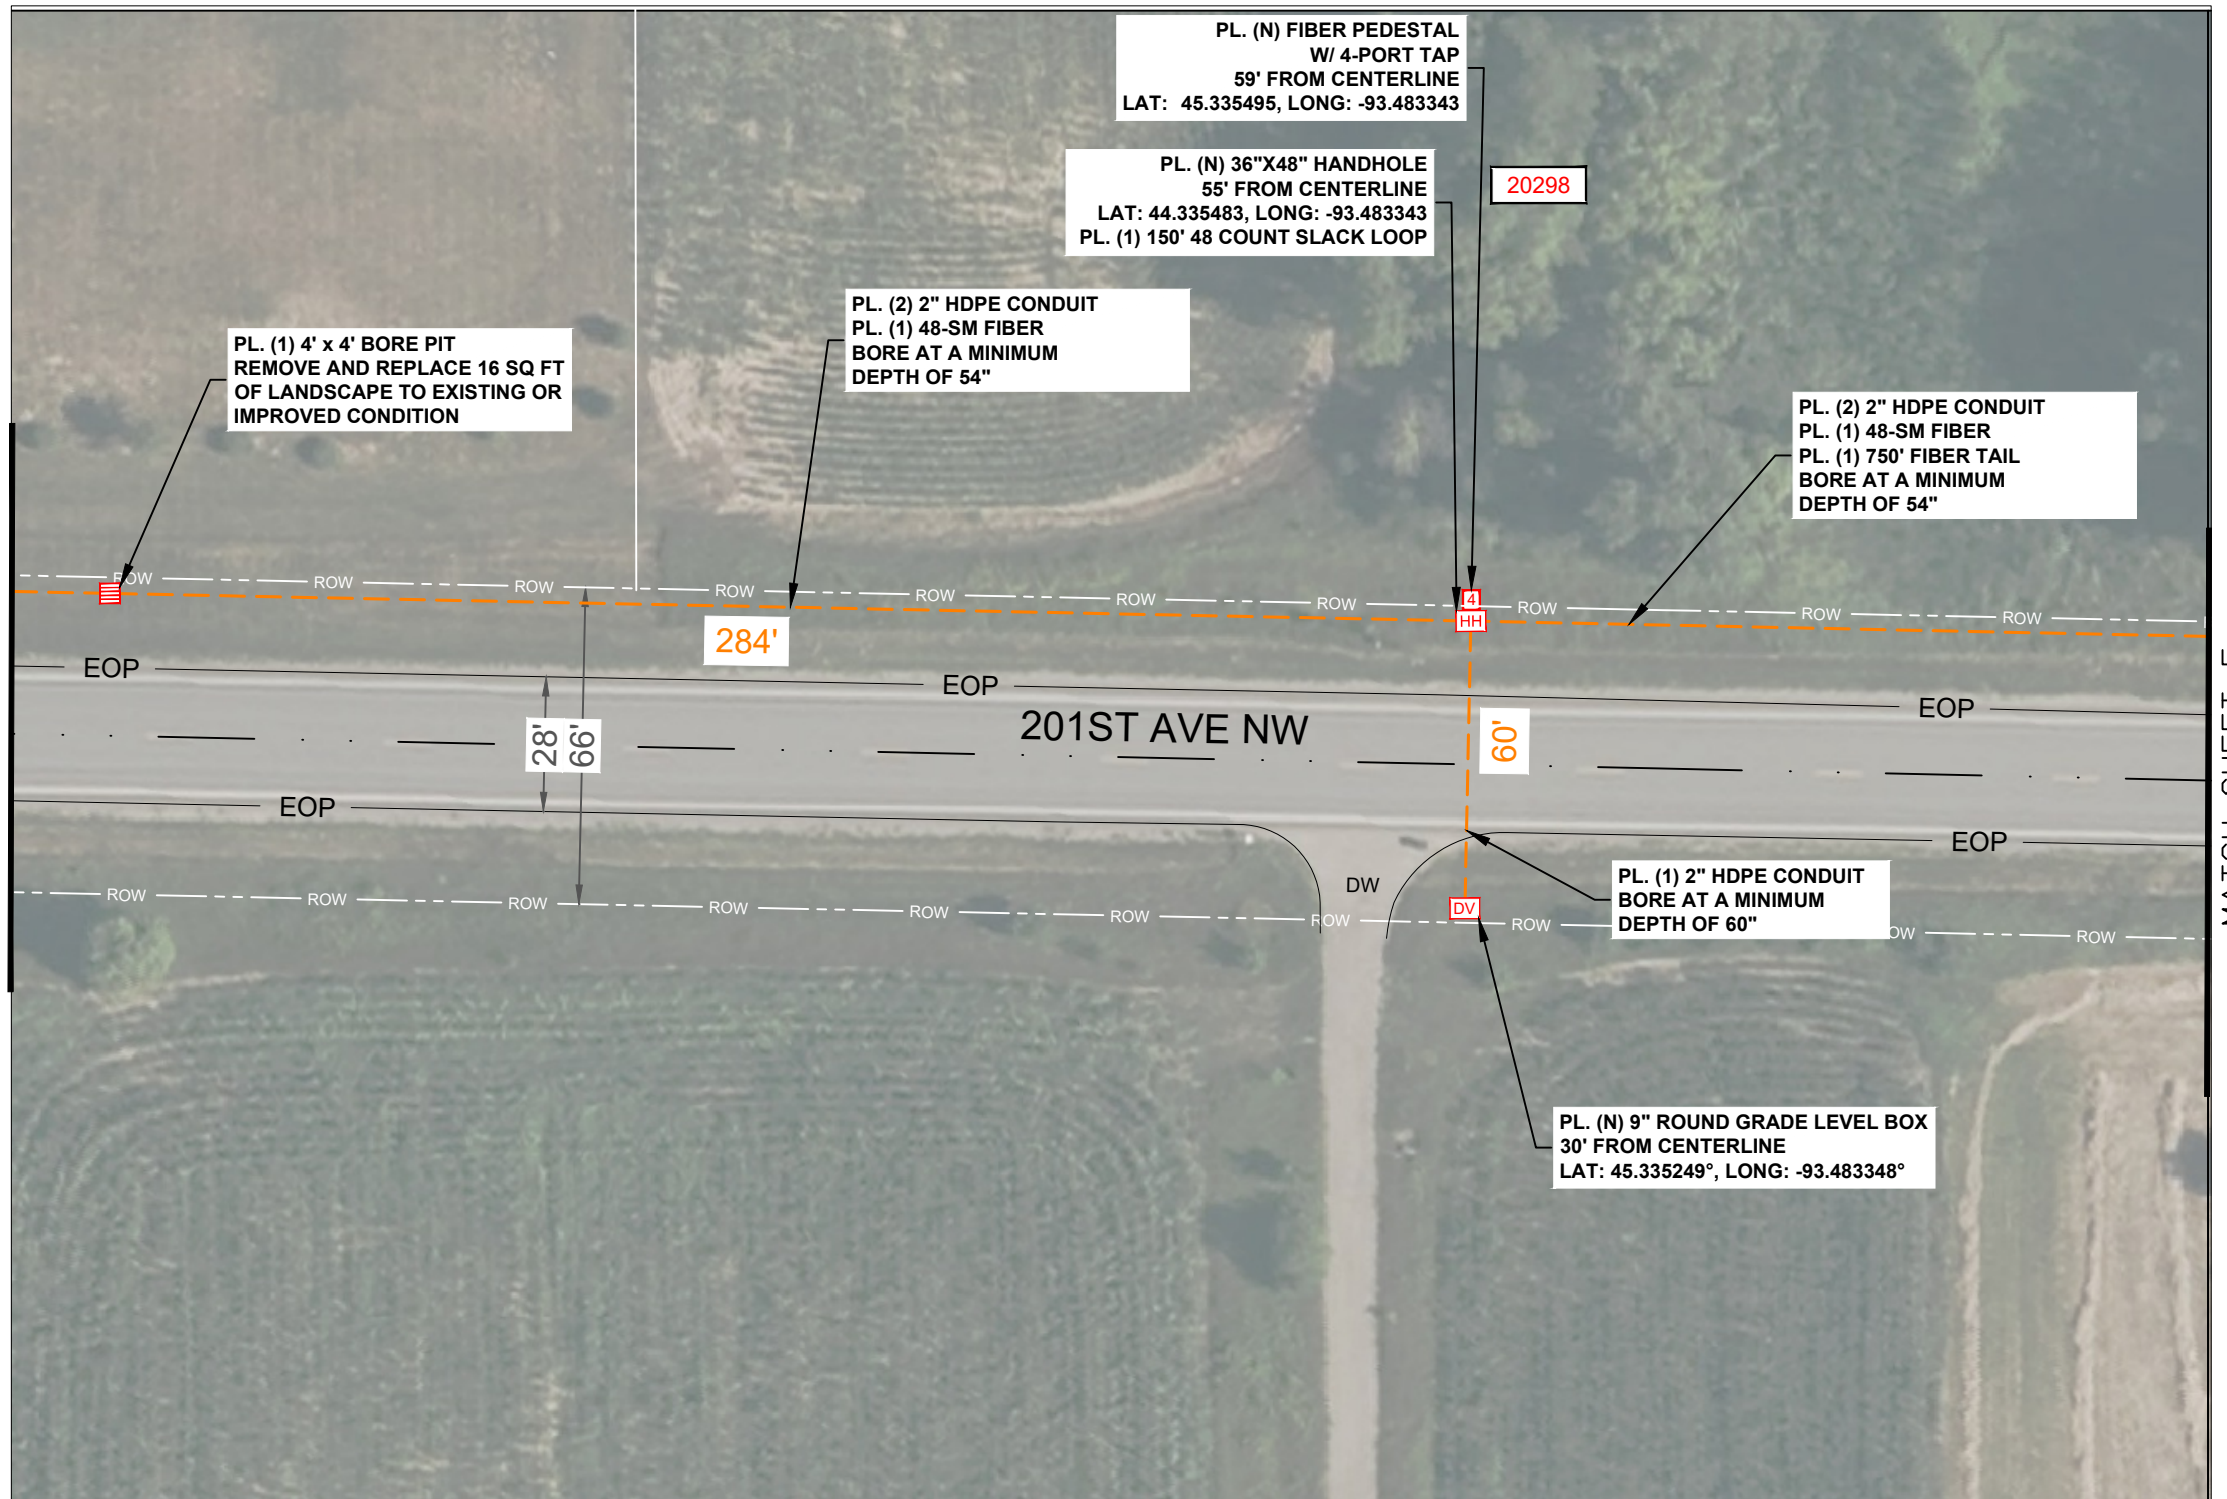 PL. (N) FIBER PEDESTAL
W/ 4-PORT TAP
59' FROM CENTERLINE
LAT: 45.335495, LONG: -93.483343
PL. (N) 36"X48" HANDHOLE
55' FROM CENTERLINE
LAT: 44.335483, LONG: -93.483343
PL. (1) 150' 48 COUNT SLACK LOOP
20298
PL. (2) 2" HDPE CONDUIT
PL. (1) 48-SM FIBER
BORE AT A MINIMUM
DEPTH OF 54"
PL. (1) 4' x 4' BORE PIT
REMOVE AND REPLACE 16 SQ FT
OF LANDSCAPE TO EXISTING OR
IMPROVED CONDITION
PL. (2) 2" HDPE CONDUIT
PL. (1) 48-SM FIBER
PL. (1) 750' FIBER TAIL
BORE AT A MINIMUM
DEPTH OF 54"
ROW ROW ROW ROW ROW ROW ROW ROW ROW ROW
4
HH
284'
EOP EOP EOP
201ST AVE NW
28'
66'
60'
EOP EOP
DW
PL. (1) 2" HDPE CONDUIT
BORE AT A MINIMUM
DEPTH OF 60"
DV
ROW ROW ROW ROW ROW ROW ROW ROW ROW
PL. (N) 9" ROUND GRADE LEVEL BOX
30' FROM CENTERLINE
LAT: 45.335249°, LONG: -93.483348°